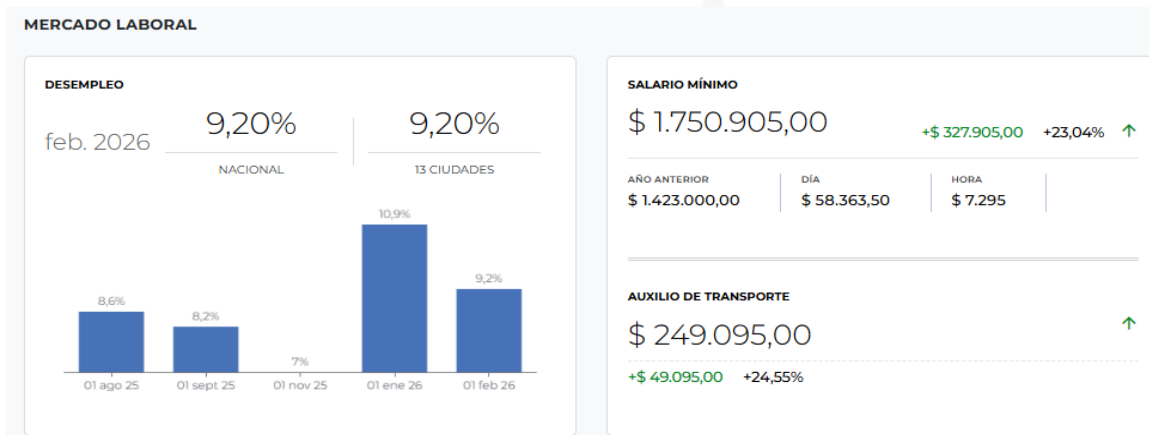 MERCADO LABORAL
DESEMPLEO
feb. 2026
9,20%
NACIONAL
9,20%
13 CIUDADES
8,6%
8,2%
7%
10,9%
9,2%
01 ago 25
01 sept 25
01 nov 25
01 ene 26
01 feb 26
SALARIO MÍNIMO
$ 1.750.905,00
+$ 327.905,00 +23,04% ↑
AÑO ANTERIOR
$ 1.423.000,00
DÍA
$ 58.363,50
HORA
$ 7.295
AUXILIO DE TRANSPORTE
$ 249.095,00 ↑
+$ 49.095,00 +24,55%